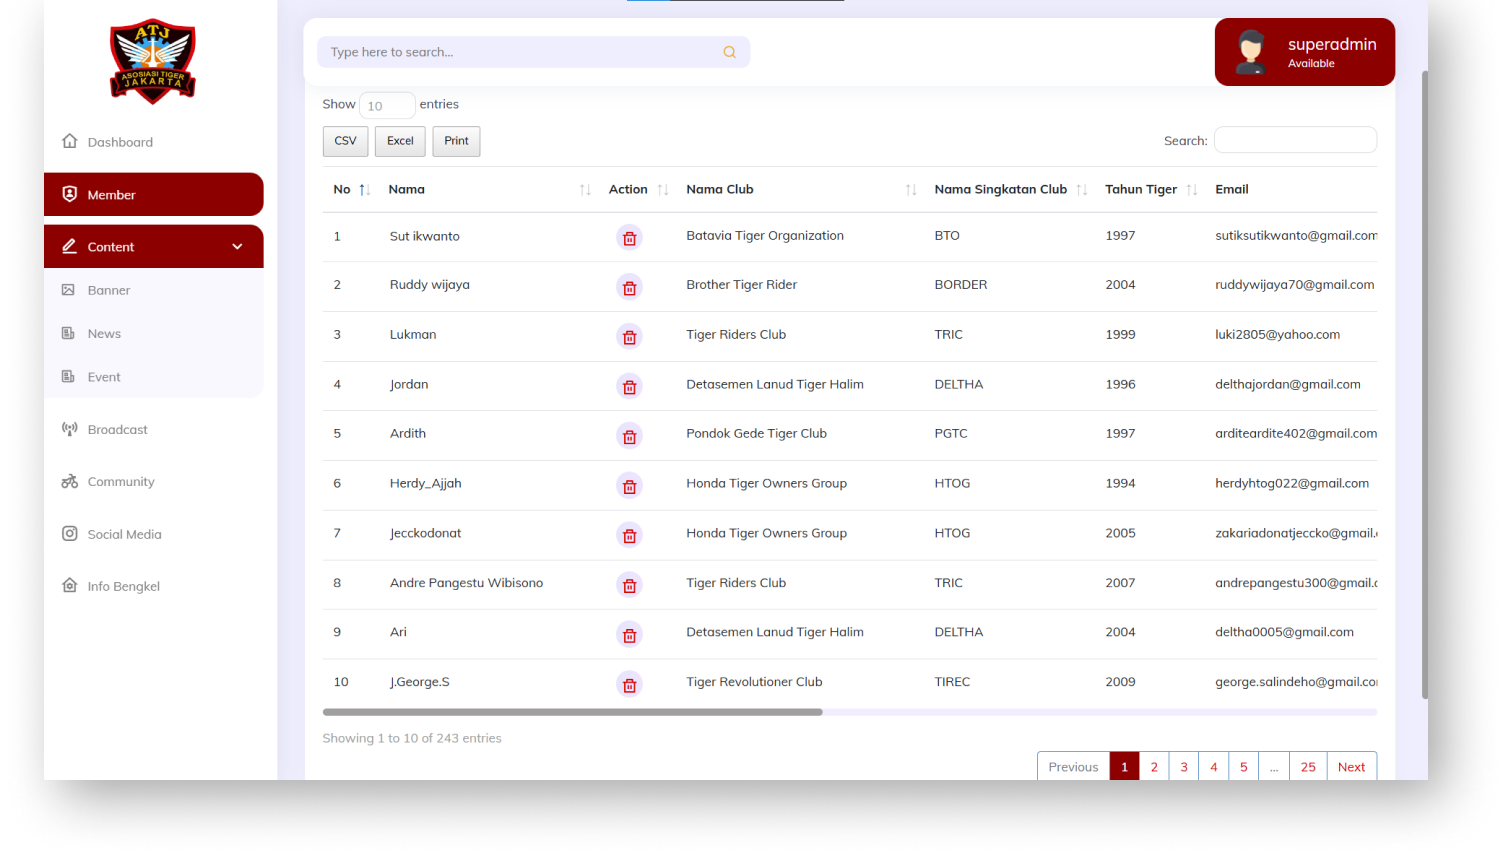 ATJ
ASOSIASI TIGER
JAKARTA
Dashboard
Member
Content
Banner
News
Event
Broadcast
Community
Social Media
Info Bengkel
Type here to search...
superadmin
Available
Show 10 entries
CSV Excel Print Search:
No Nama Action Nama Club Nama Singkatan Club Tahun Tiger Email
1 Sut ikwanto Batavia Tiger Organization BTO 1997 sutiksutikwanto@gmail.com
2 Ruddy wijaya Brother Tiger Rider BORDER 2004 ruddywijaya70@gmail.com
3 Lukman Tiger Riders Club TRIC 1999 luki2805@yahoo.com
4 Jordan Detasemen Lanud Tiger Halim DELTHA 1996 delthajordan@gmail.com
5 Ardith Pondok Gede Tiger Club PGTC 1997 arditeardite402@gmail.com
6 Herdy_Ajjah Honda Tiger Owners Group HTOG 1994 herdyhtog022@gmail.com
7 Jecckodonat Honda Tiger Owners Group HTOG 2005 zakariadonatjeccko@gmail.
8 Andre Pangestu Wibisono Tiger Riders Club TRIC 2007 andrepangestu300@gmail.c
9 Ari Detasemen Lanud Tiger Halim DELTHA 2004 deltha0005@gmail.com
10 J.George.S Tiger Revolutioner Club TIREC 2009 george.salindeho@gmail.co
Showing 1 to 10 of 243 entries
Previous 1 2 3 4 5 ... 25 Next